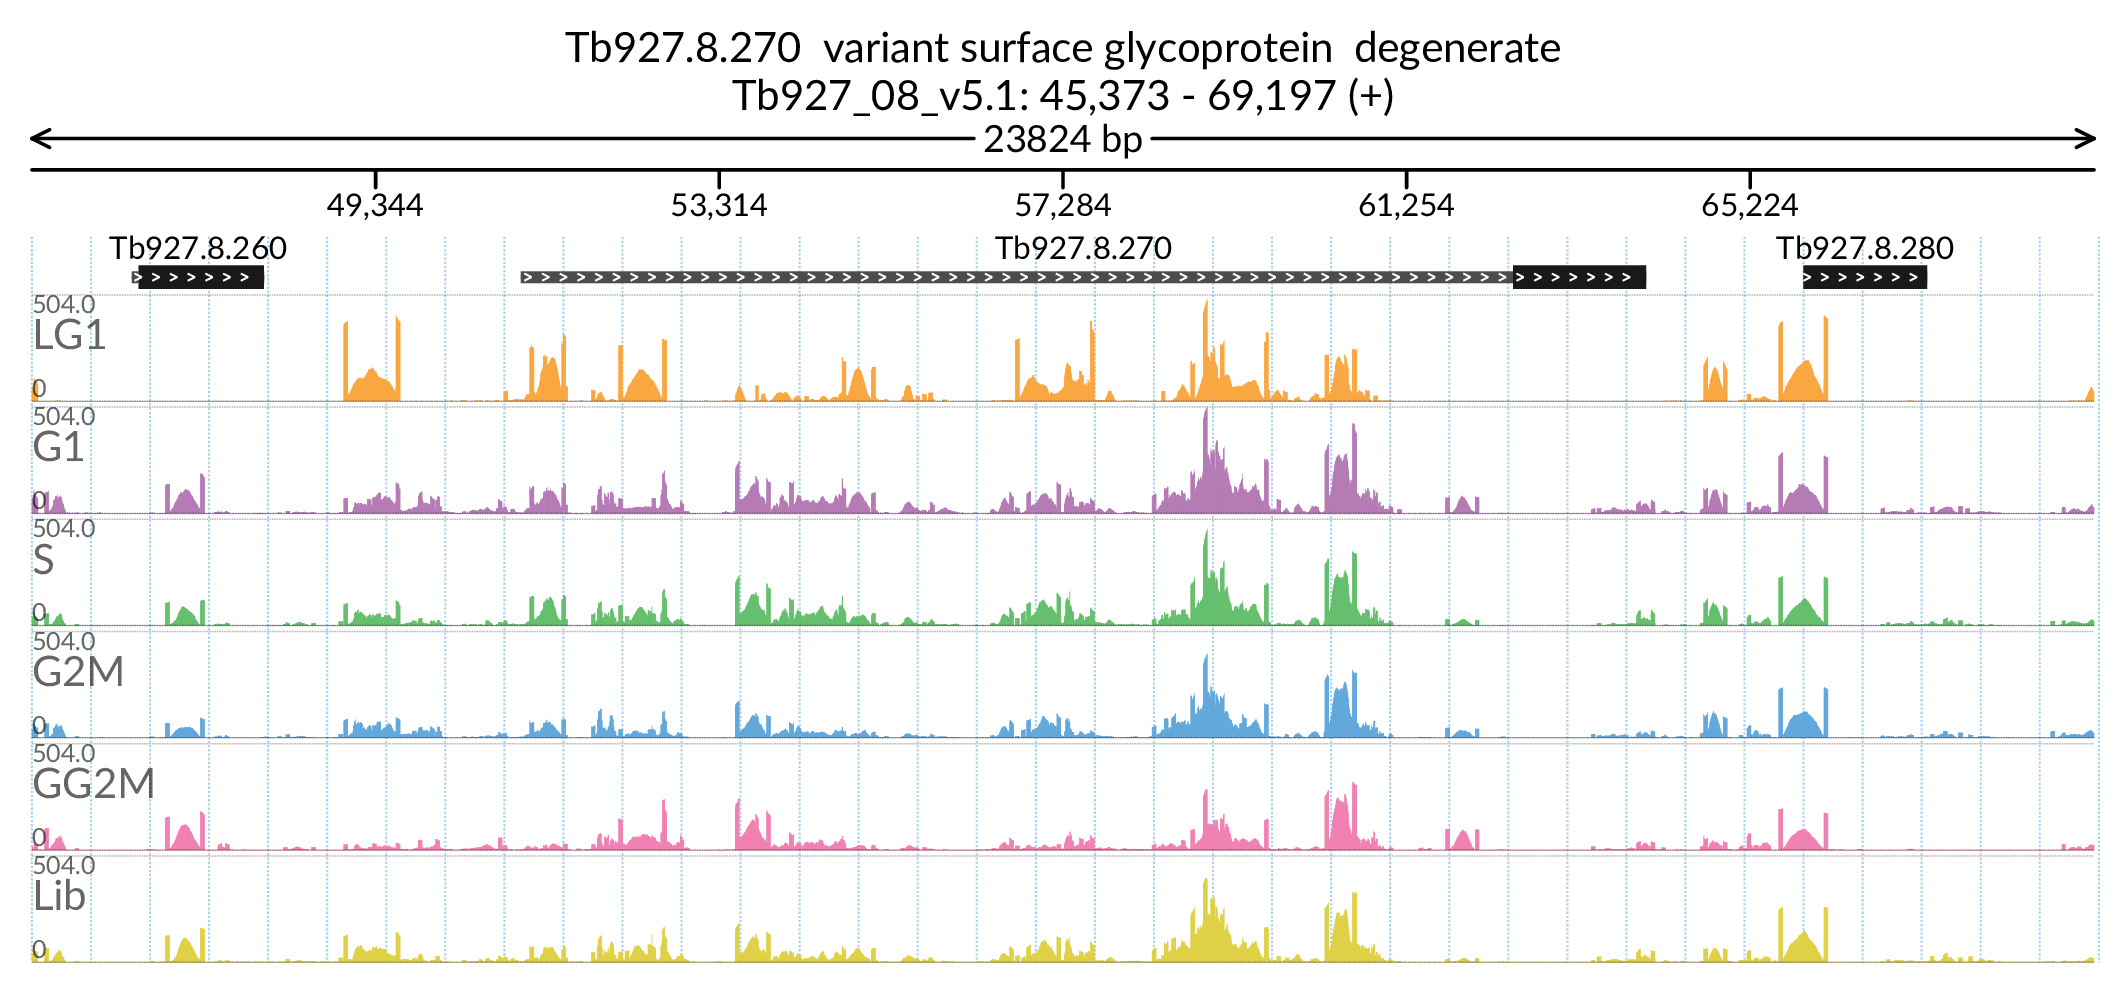 Tb927.8.270 variant surface glycoprotein degenerate
Tb927_08_v5.1: 45,373 - 69,197 (+)
23824 bp
49,344 53,314 57,284 61,254 65,224
Tb927.8.260 Tb927.8.270 Tb927.8.280
504.0
LG1
0
504.0
G1
0
504.0
S
0
504.0
G2M
0
504.0
GG2M
0
504.0
Lib
0